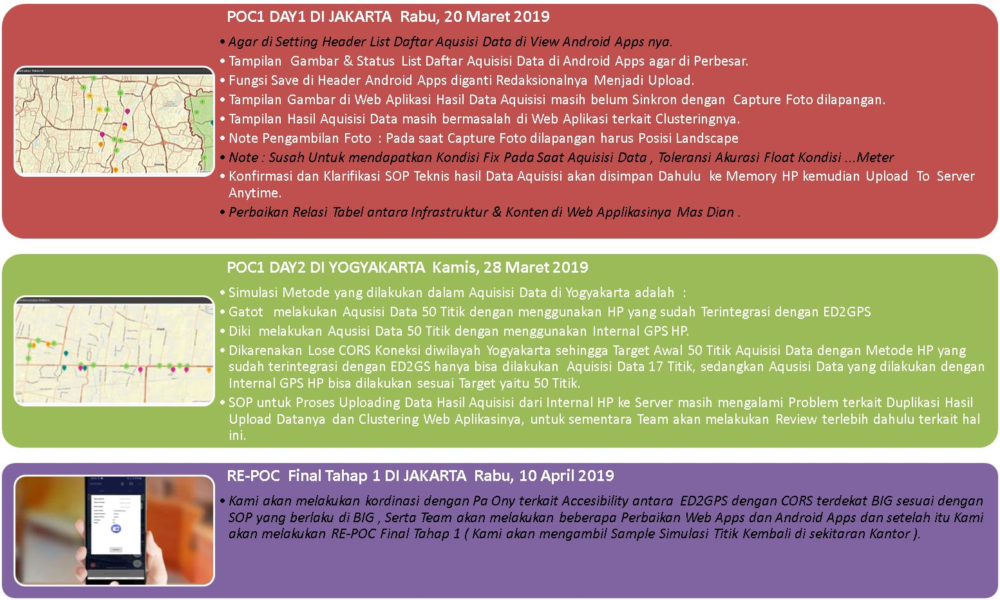 POC1 DAY1 DI JAKARTA Rabu, 20 Maret 2019
• Agar di Setting Header List Daftar Aqusisi Data di View Android Apps nya.
• Tampilan Gambar & Status List Daftar Aquisisi Data di Android Apps agar di Perbesar.
• Fungsi Save di Header Android Apps diganti Redaksionalnya Menjadi Upload.
• Tampilan Gambar di Web Aplikasi Hasil Data Aquisisi masih belum Sinkron dengan Capture Foto dilapangan.
• Tampilan Hasil Aquisisi Data masih bermasalah di Web Aplikasi terkait Clusteringnya.
• Note Pengambilan Foto : Pada saat Capture Foto dilapangan harus Posisi Landscape
• Note : Susah Untuk mendapatkan Kondisi Fix Pada Saat Aquisisi Data , Toleransi Akurasi Float Kondisi ...Meter
• Konfirmasi dan Klarifikasi SOP Teknis hasil Data Aquisisi akan disimpan Dahulu ke Memory HP kemudian Upload To Server
Anytime.
• Perbaikan Relasi Tabel antara Infrastruktur & Konten di Web Applikasinya Mas Dian .
POC1 DAY2 DI YOGYAKARTA Kamis, 28 Maret 2019
• Simulasi Metode yang dilakukan dalam Aquisisi Data di Yogyakarta adalah :
• Gatot melakukan Aqusisi Data 50 Titik dengan menggunakan HP yang sudah Terintegrasi dengan ED2GPS
• Diki melakukan Aqusisi Data 50 Titik dengan menggunakan Internal GPS HP.
• Dikarenakan Lose CORS Koneksi diwilayah Yogyakarta sehingga Target Awal 50 Titik Aquisisi Data dengan Metode HP yang
sudah terintegrasi dengan ED2GS hanya bisa dilakukan Aquisisi Data 17 Titik, sedangkan Aqusisi Data yang dilakukan dengan
Internal GPS HP bisa dilakukan sesuai Target yaitu 50 Titik.
• SOP untuk Proses Uploading Data Hasil Aquisisi dari Internal HP ke Server masih mengalami Problem terkait Duplikasi Hasil
Upload Datanya dan Clustering Web Aplikasinya, untuk sementara Team akan melakukan Review terlebih dahulu terkait hal
ini.
RE-POC Final Tahap 1 DI JAKARTA Rabu, 10 April 2019
• Kami akan melakukan kordinasi dengan Pa Ony terkait Accesibility antara ED2GPS dengan CORS terdekat BIG sesuai dengan
SOP yang berlaku di BIG , Serta Team akan melakukan beberapa Perbaikan Web Apps dan Android Apps dan setelah itu Kami
akan melakukan RE-POC Final Tahap 1 ( Kami akan mengambil Sample Simulasi Titik Kembali di sekitaran Kantor ).